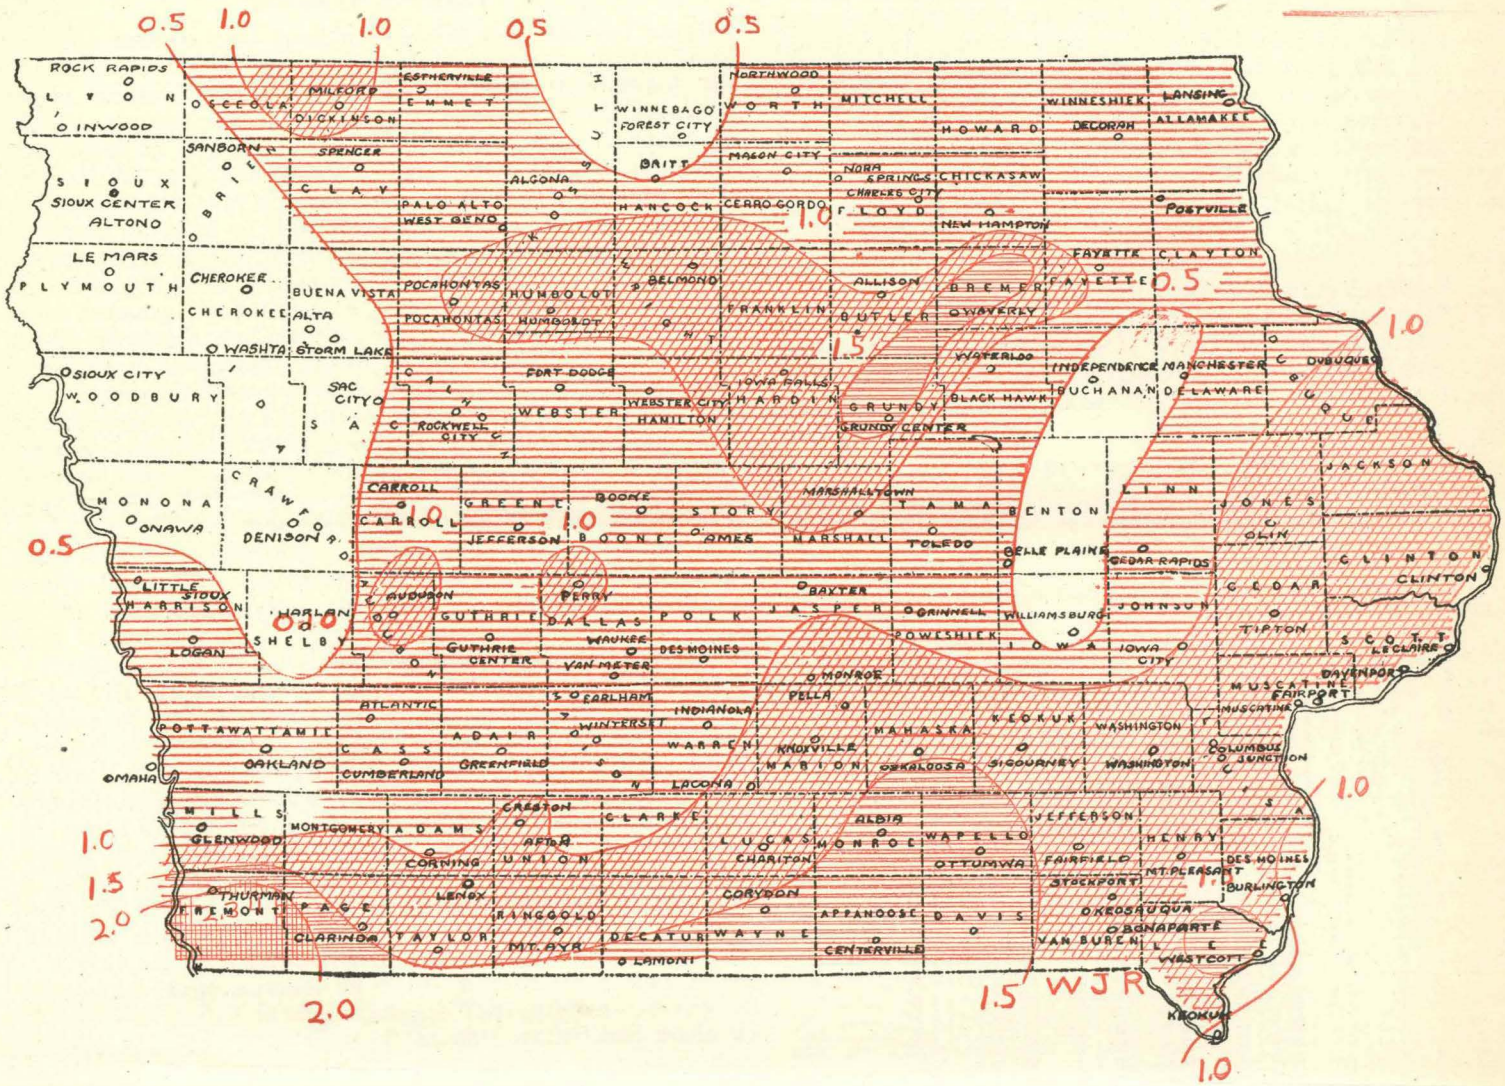 0.5 1.0 1.0 0.5 0.5
ROCK RAPIDS
LYON
INWOOD
OSCEOLA
MILFORD
DICKINSON
ESTHERVILLE
EMMET
KOSSUTH
WINNEBAGO
FOREST CITY
NORTHWOOD
WORTH
MITCHELL
HOWARD
WINNESHIEK
DECORAH
LANSING
ALLAMAKEE
SIOUX
SIOUX CENTER
ALTONO
SANBORN
BRIEN
SPENCER
CLAY
PALO ALTO
WEST BEND
ALGONA
BRITT
HANCOCK
MASON CITY
CERRO GORDO
1.0
NORA
SPRINGS
CHARLES CITY
FLOYD
CHICKASAW
NEW HAMPTON
POSTVILLE
LE MARS
PLYMOUTH
CHEROKEE
CHEROKEE
WASHTA
BUENA VISTA
ALTA
STORM LAKE
POCAHONTAS
POCAHONTAS
HUMBOLDT
HUMBOLDT
BELMOND
WRIGHT
FRANKLIN
ALLISON
BUTLER
1.5
BREMER
WAVERLY
FAYETTE
FAYETTE
CLAYTON
0.5
1.0
SIOUX CITY
WOODBURY
IDA
SAC
CITY
SAC
CALHOUN
ROCKWELL
CITY
FORT DODGE
WEBSTER
WEBSTER CITY
HAMILTON
IOWA FALLS
HARDIN
GRUNDY
GRUNDY CENTER
WATERLOO
BLACK HAWK
INDEPENDENCE
BUCHANAN
MANCHESTER
DELAWARE
DUBUQUE
DUBUQUE
MONONA
ONAWA
CRAWFORD
DENISON
CARROLL
CARROLL
1.0
GREENE
JEFFERSON
BOONE
BOONE
1.0
STORY
AMES
MARSHALLTOWN
MARSHALL
TAMA
TOLEDO
BENTON
BELLE PLAINE
LINN
CEDAR RAPIDS
JONES
OLIN
JACKSON
CLINTON
CLINTON
0.5
LITTLE
SIOUX
HARRISON
LOGAN
HARLAN
SHELBY
AUDUBON
AUDUBON
GUTHRIE
GUTHRIE
CENTER
PERRY
DALLAS
WAUKEE
VAN METER
POLK
DES MOINES
BAXTER
JASPER
MONROE
GRINNELL
POWESHIEK
WILLIAMSBURG
IOWA
JOHNSON
IOWA
CITY
CEDAR
TIPTON
SCOTT
LE CLAIRE
DAVENPORT
MUSCATINE
FAIRPORT
MUSCATINE
POTTAWATTAMIE
OAKLAND
OMAHA
ATLANTIC
CASS
CUMBERLAND
ADAIR
GREENFIELD
EARLHAM
WINTERSET
MADISON
INDIANOLA
WARREN
LACONA
PELLA
KNOXVILLE
MARION
MAHASKA
OSKALOOSA
KEOKUK
SIGOURNEY
WASHINGTON
WASHINGTON
COLUMBUS
JUNCTION
LOUISA
1.0
MILLS
GLENWOOD
1.0
MONTGOMERY
ADAMS
CORNING
CRESTON
AFTON
UNION
CLARKE
LUCAS
CHARITON
ALBIA
MONROE
WAPELLO
OTTUMWA
JEFFERSON
FAIRFIELD
HENRY
MT. PLEASANT
DES MOINES
BURLINGTON
1.5
THURMAN
FREMONT
2.0
PAGE
CLARINDA
LENOX
TAYLOR
RINGGOLD
MT. AYR
DECATUR
LAMONI
CORYDON
WAYNE
APPANOOSE
CENTERVILLE
DAVIS
STOCKPORT
KEOSAUQUA
BONAPARTE
VAN BUREN
LEE
WESTCOTT
KEOKUK
2.0
1.5 WJR
1.0